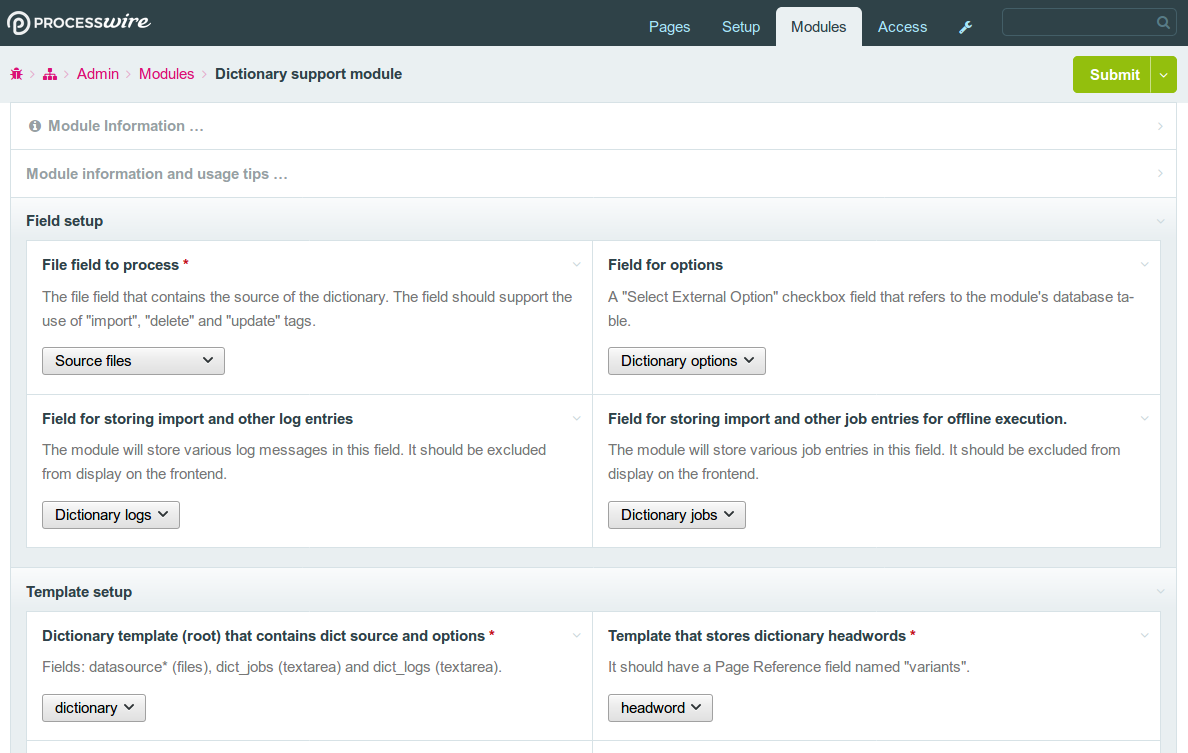 PROCESSWIRE
Pages
Setup
Modules
Access
Admin
Modules
Dictionary support module
Submit
Module Information …
Module information and usage tips …
Field setup
File field to process *
The file field that contains the source of the dictionary. The field should support the
use of "import", "delete" and "update" tags.
Source files
Field for options
A "Select External Option" checkbox field that refers to the module's database ta-
ble.
Dictionary options
Field for storing import and other log entries
The module will store various log messages in this field. It should be excluded
from display on the frontend.
Dictionary logs
Field for storing import and other job entries for offline execution.
The module will store various job entries in this field. It should be excluded from
display on the frontend.
Dictionary jobs
Template setup
Dictionary template (root) that contains dict source and options *
Fields: datasource* (files), dict_jobs (textarea) and dict_logs (textarea).
dictionary
Template that stores dictionary headwords *
It should have a Page Reference field named "variants".
headword